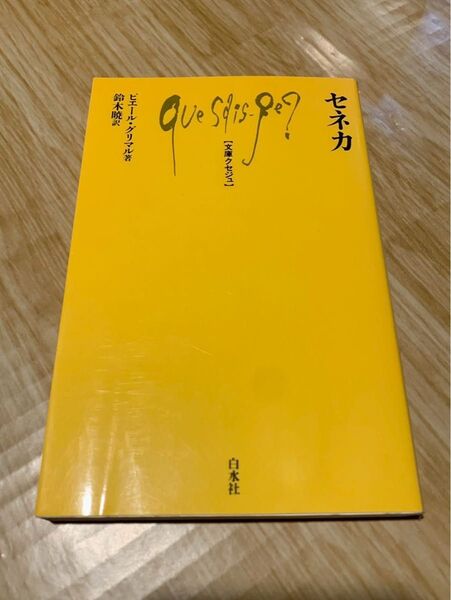 セネカ
que sais-je?
[文庫クセジュ]
ピエール・グリマル著
鈴木暁訳
白水社